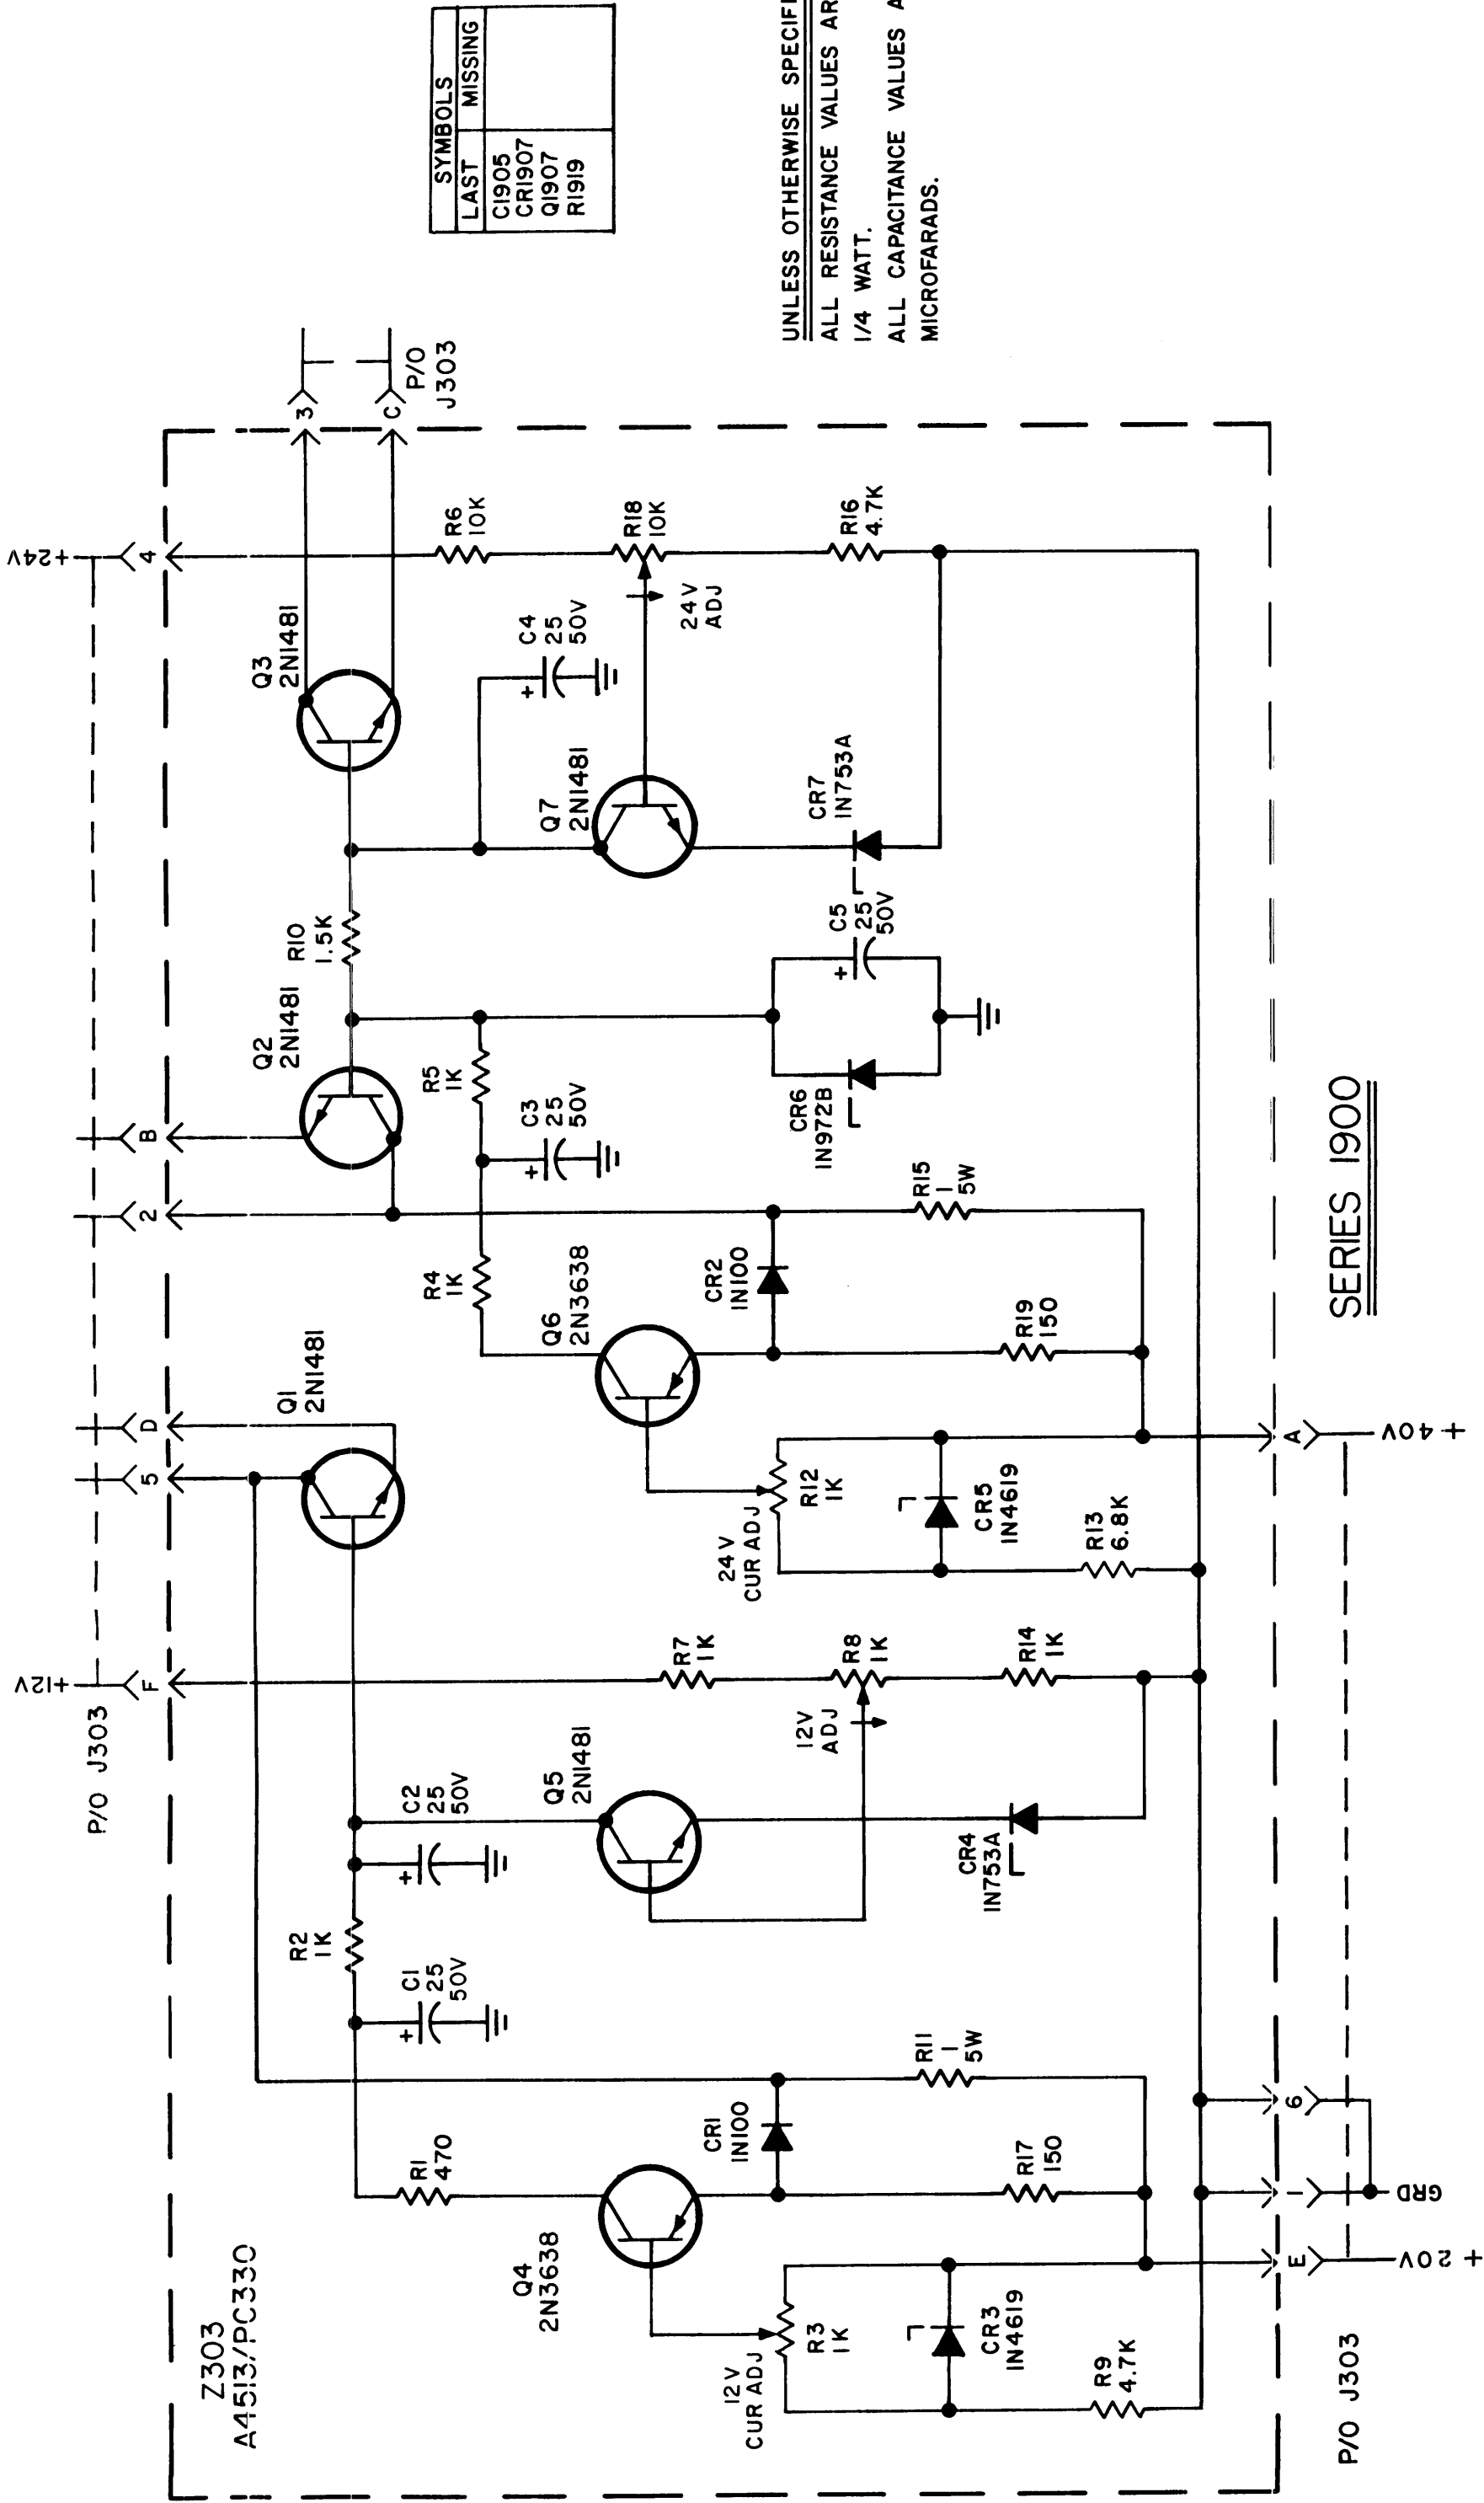 SYMBOLS
LAST MISSING
C1905
CR1907
Q1907
R1919
UNLESS OTHERWISE SPECIFI
ALL RESISTANCE VALUES AR
1/4 WATT.
ALL CAPACITANCE VALUES A
MICROFARADS.
Z303
A4513/PC330
P/O J303
+12V
F
5
D
2
B
+24V
4
3
C
P/O
J303
Q1
2N1481
Q2
2N1481
Q3
2N1481
R10
1.5K
R2
1K
C1
25
50V
C2
25
50V
R1
470
R4
1K
R5
1K
C3
25
50V
C4
25
50V
R6
10K
Q4
2N3638
Q5
2N1481
Q6
2N3638
Q7
2N1481
R7
1K
R18
10K
24V
ADJ
12V
CUR ADJ
R3
1K
CR1
1N100
12V
ADJ
R8
1K
24V
CUR ADJ
R12
1K
CR2
1N100
CR6
1N972B
C5
25
50V
CR7
1N753A
R16
4.7K
CR3
1N4619
R11
1
5W
CR4
1N753A
CR5
1N4619
R15
1
5W
R9
4.7K
R17
150
R14
1K
R13
6.8K
R19
150
E
1
6
A
P/O J303
+20V
GRD
+40V
SERIES 1900